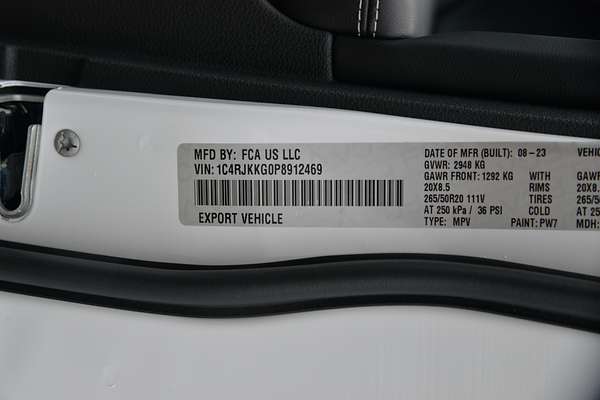 MFD BY: FCA US LLC
VIN: 1C4RJKKG0P8912469
EXPORT VEHICLE
DATE OF MFR (BUILT): 08-23
GVWR: 2948 KG
GAWR FRONT: 1292 KG WITH
20X8.5 RIMS
265/50R20 111V TIRES
AT 250 kPa / 36 PSI COLD
TYPE: MPV PAINT: PW7
VEHI
GAWR
20X8.
265/5
AT 25
MDH: